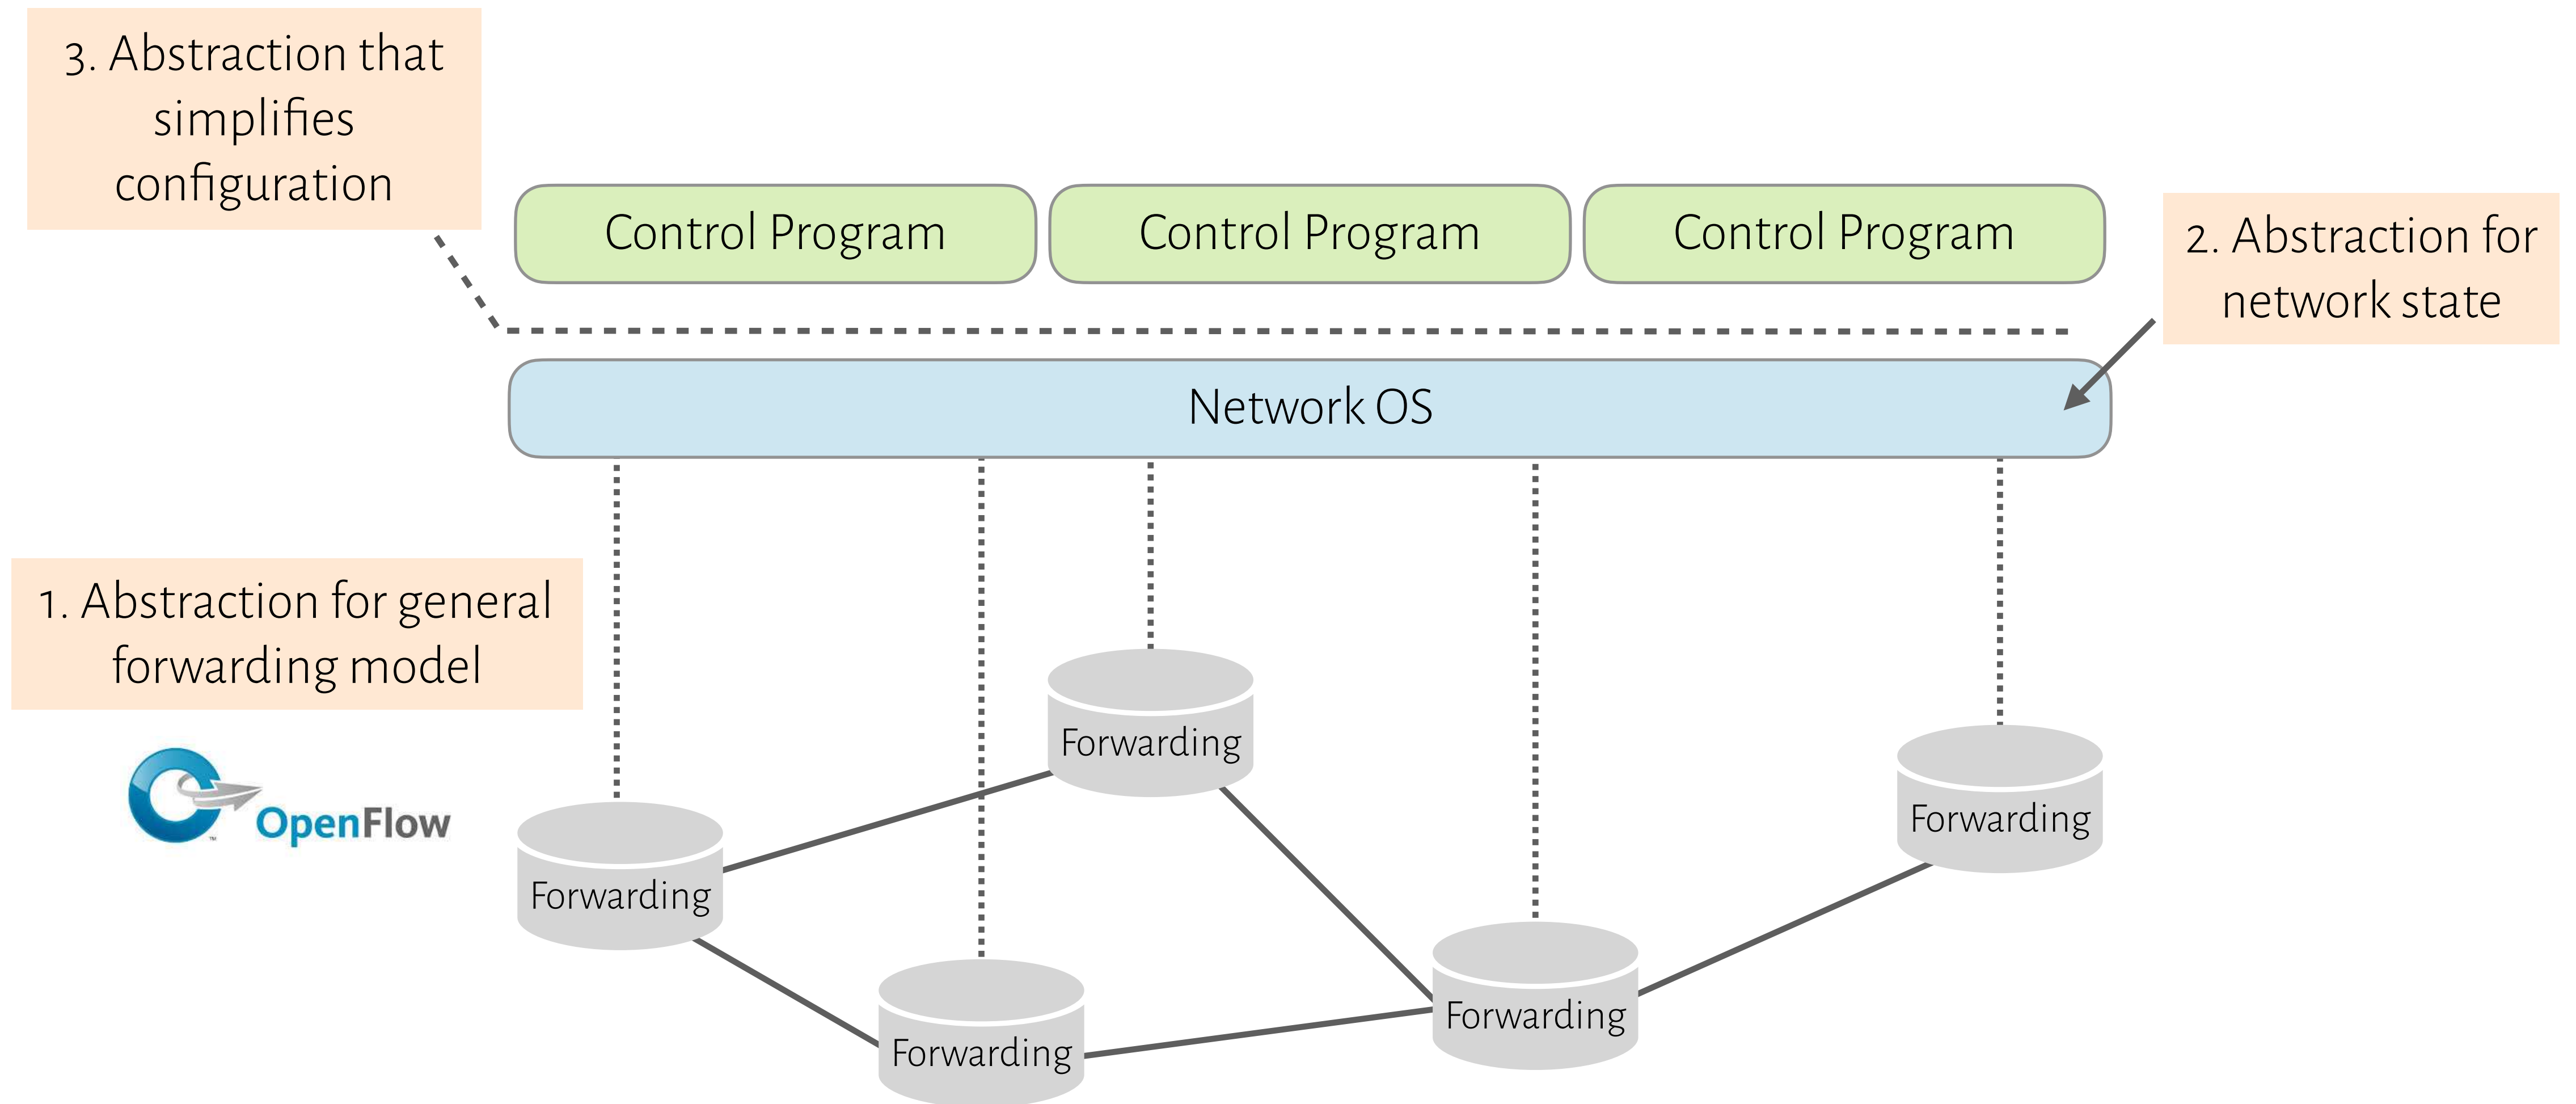 3. Abstraction that
simplifies
configuration
Control Program
Control Program
Control Program
2. Abstraction for
network state
Network OS
1. Abstraction for general
forwarding model
OpenFlow
™
Forwarding
Forwarding
Forwarding
Forwarding
Forwarding